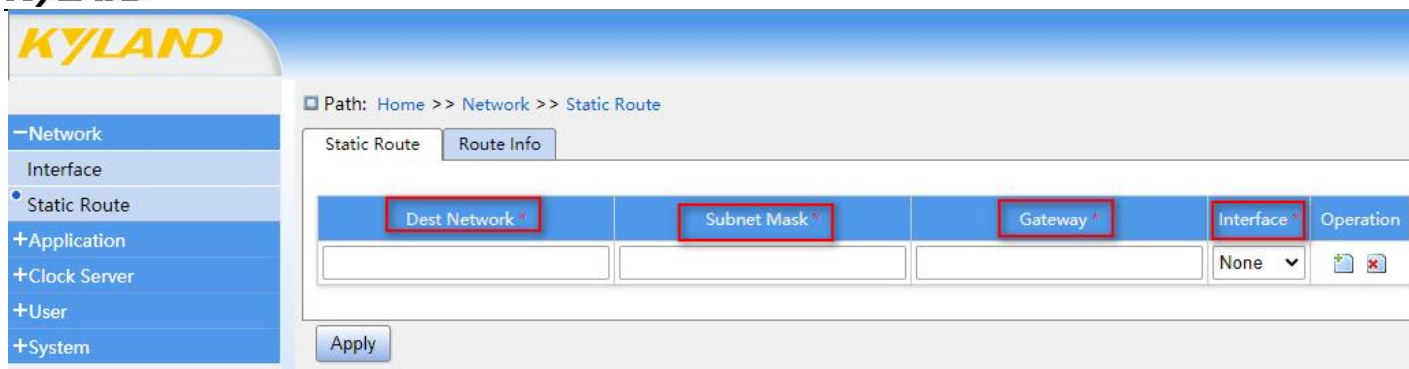 KYLAND
Path: Home >> Network >> Static Route
−Network
Interface
Static Route
+Application
+Clock Server
+User
+System
Static Route Route Info
Dest Network * Subnet Mask * Gateway * Interface * Operation
None
Apply